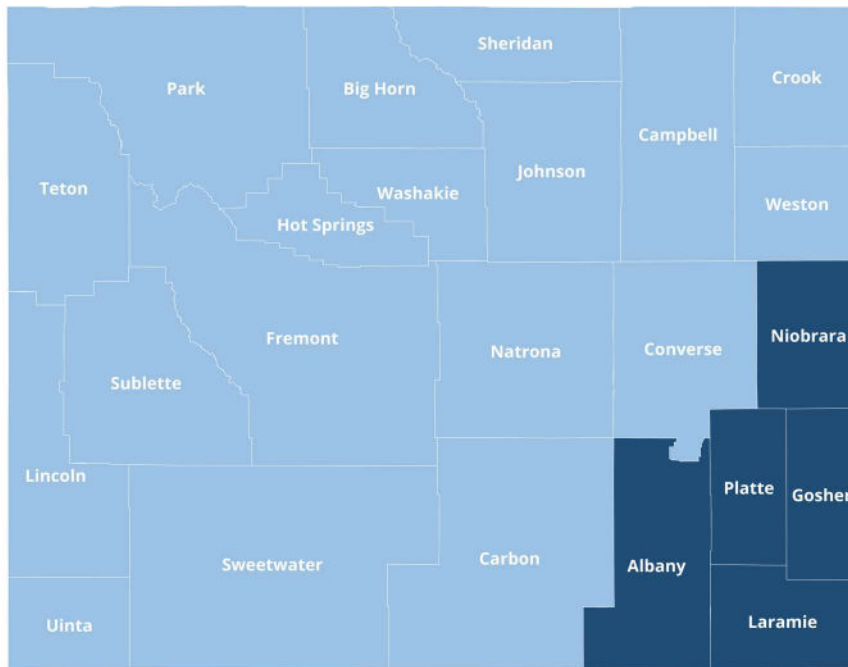 Sheridan
Park
Big Horn
Crook
Campbell
Johnson
Teton
Washakie
Weston
Hot Springs
Niobrara
Fremont
Natrona
Converse
Sublette
Lincoln
Platte
Goshen
Sweetwater
Carbon
Albany
Uinta
Laramie